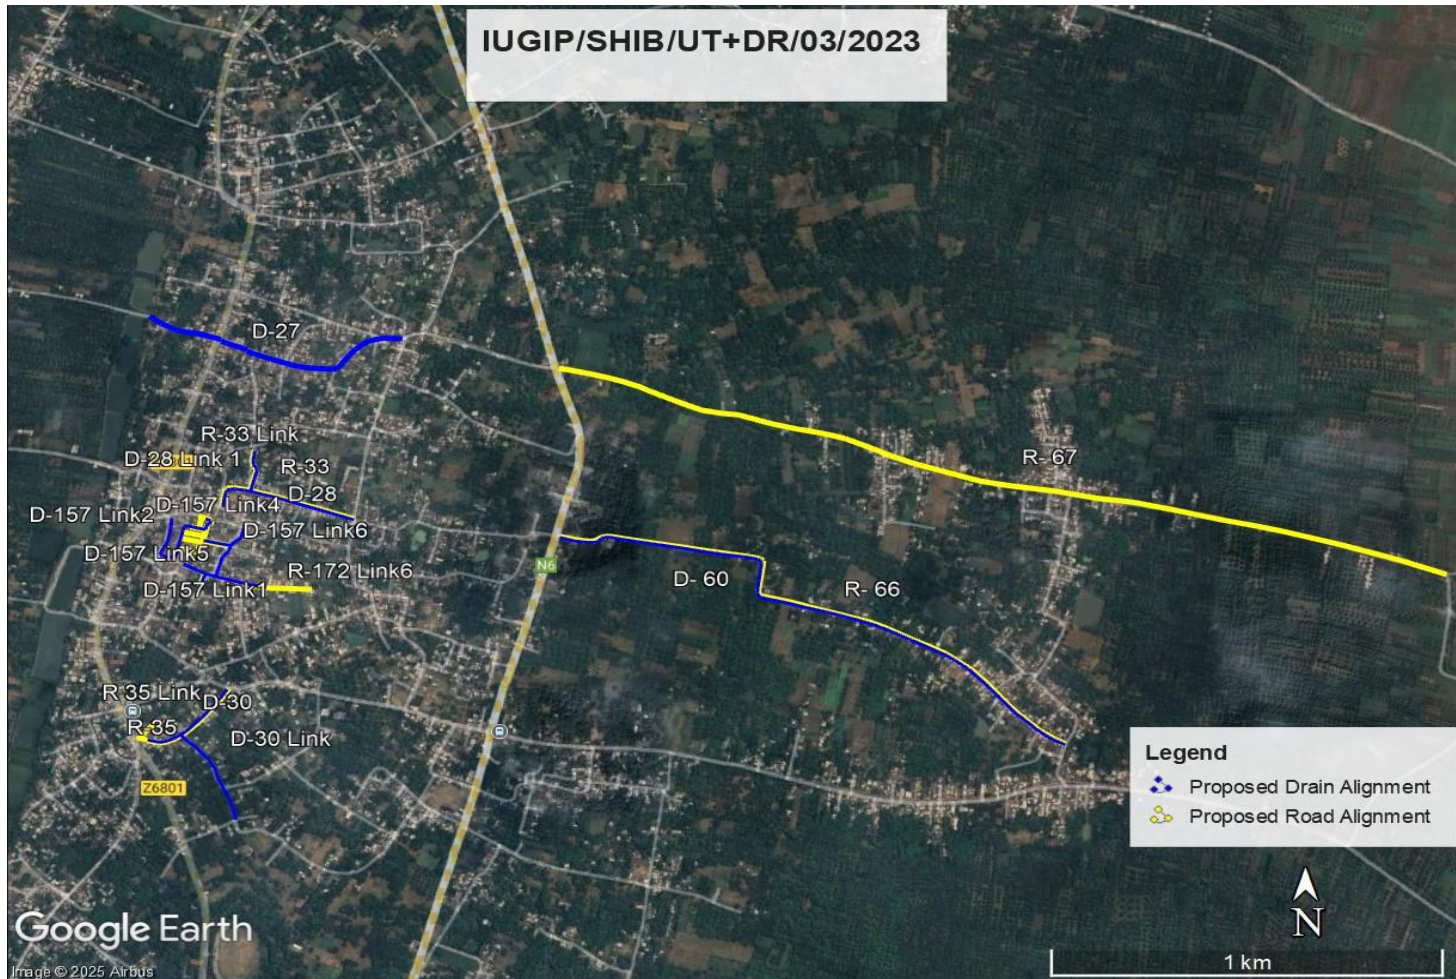 IUGIP/SHIB/UT+DR/03/2023
D-27
R-33 Link
D-28 Link 1
R-33
D-28
D-157 Link4
D-157 Link2
D-157 Link6
D-157 Link5
R-172 Link6
D-157 Link1
R- 67
N6
D- 60
R- 66
R 35 Link
D-30
R-35
D-30 Link
Z6801
Legend
Proposed Drain Alignment
Proposed Road Alignment
N
1 km
Google Earth
Image © 2025 Airbus